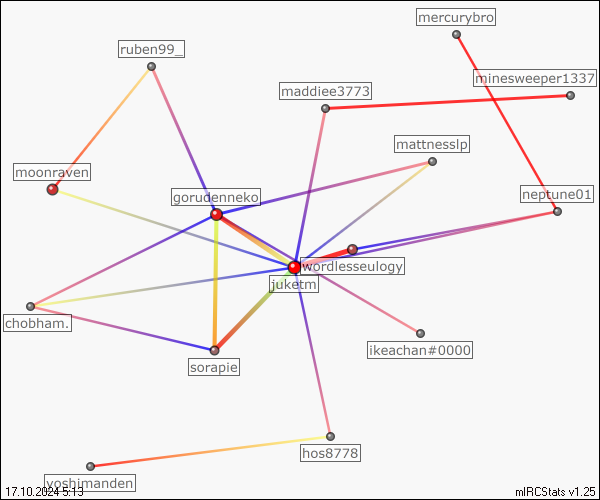 mercurybro
ruben99_
minesweeper1337
maddiee3773
mattnesslp
moonraven
gorudenneko
neptune01
wordlesseulogy
juketm
chobham.
ikeachan#0000
sorapie
hos8778
yoshimanden
17.10.2024 5:13
mIRCStats v1.25